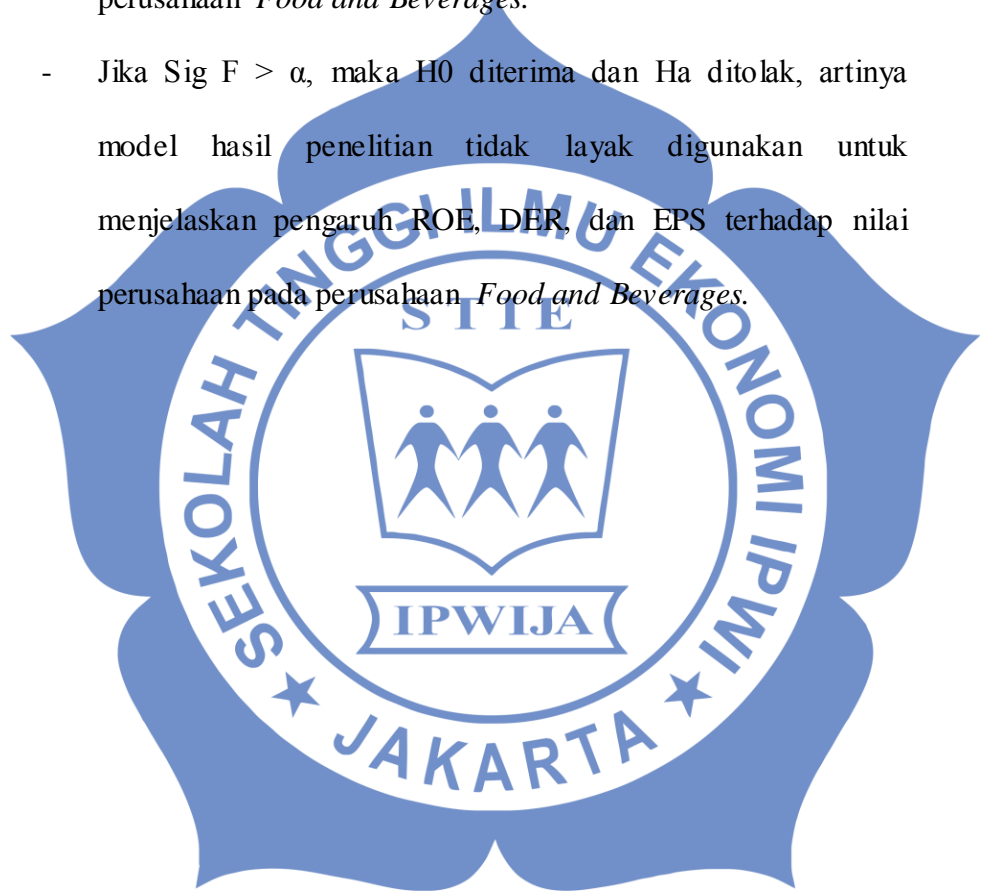 perusahaan Food and Beverages.
- Jika Sig F > α, maka H0 diterima dan Ha ditolak, artinya
model hasil penelitian tidak layak digunakan untuk
menjelaskan pengaruh ROE, DER, dan EPS terhadap nilai
perusahaan pada perusahaan Food and Beverages.
SEKOLAH TINGGI ILMU EKONOMI IPWI
STIE
IPWIJA
JAKARTA